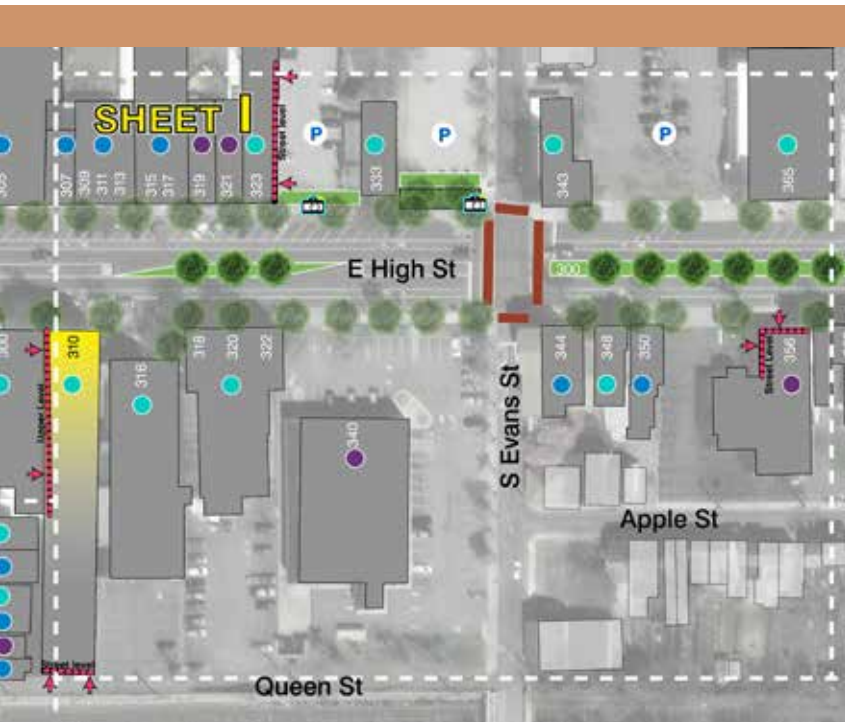 SHEET I
P
P
P
Street level
305
307
309
311
313
315
317
319
321
323
333
343
365
E High St
300
300
310
316
318
320
322
340
344
348
350
356
Upper Level
Street Level
S Evans St
Apple St
Street level
Queen St